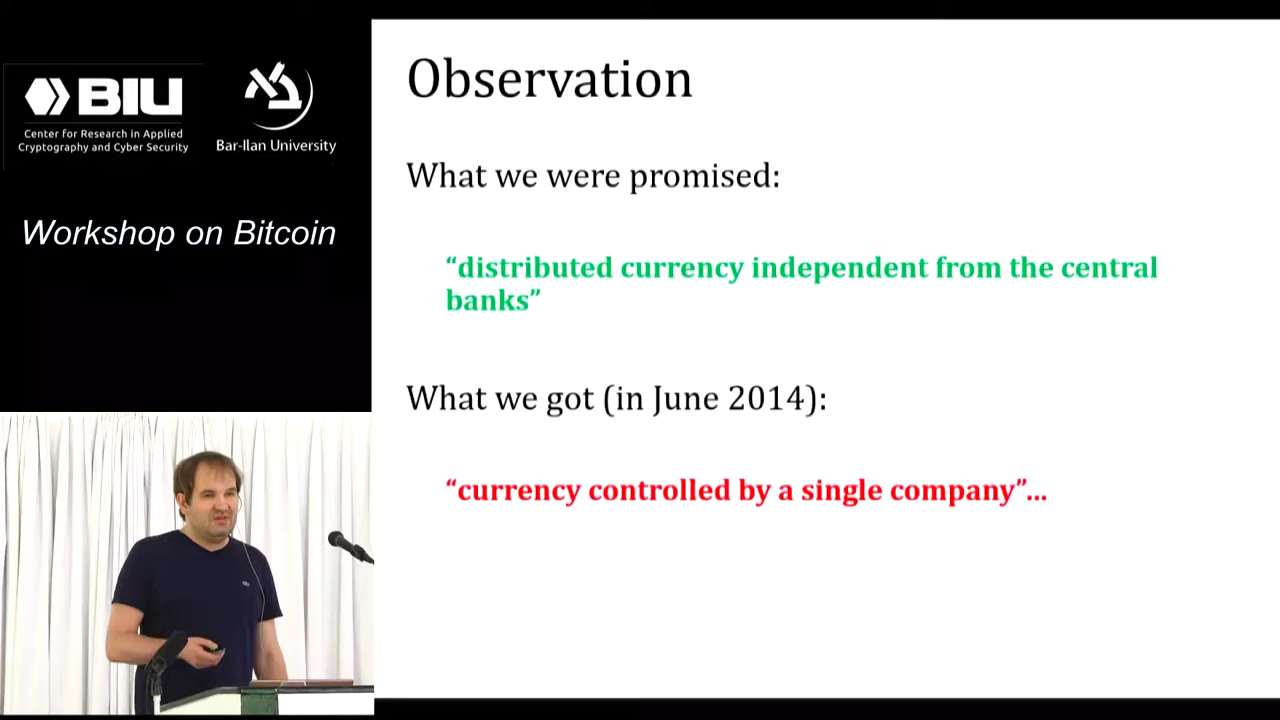 BIU
Center for Research in Applied
Cryptography and Cyber Security
Bar-Ilan University
Workshop on Bitcoin
Observation
What we were promised:
“distributed currency independent from the central
banks”
What we got (in June 2014):
“currency controlled by a single company”...